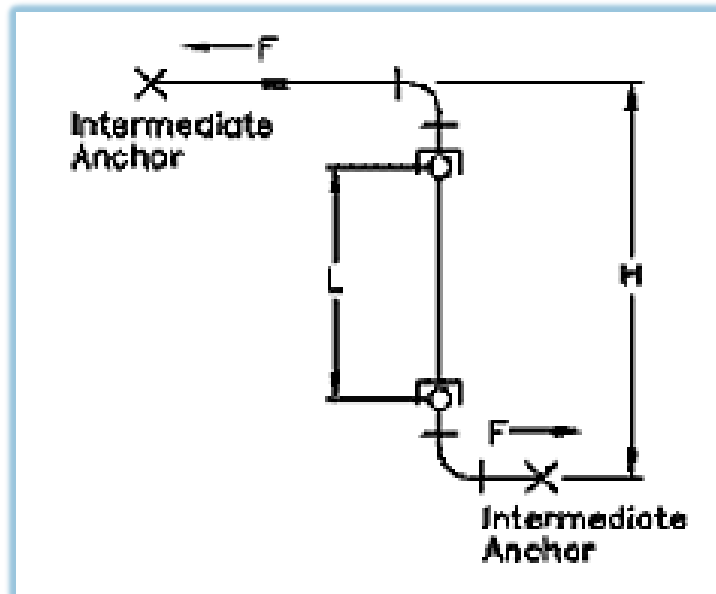 F
Intermediate
Anchor
L
H
F
Intermediate
Anchor